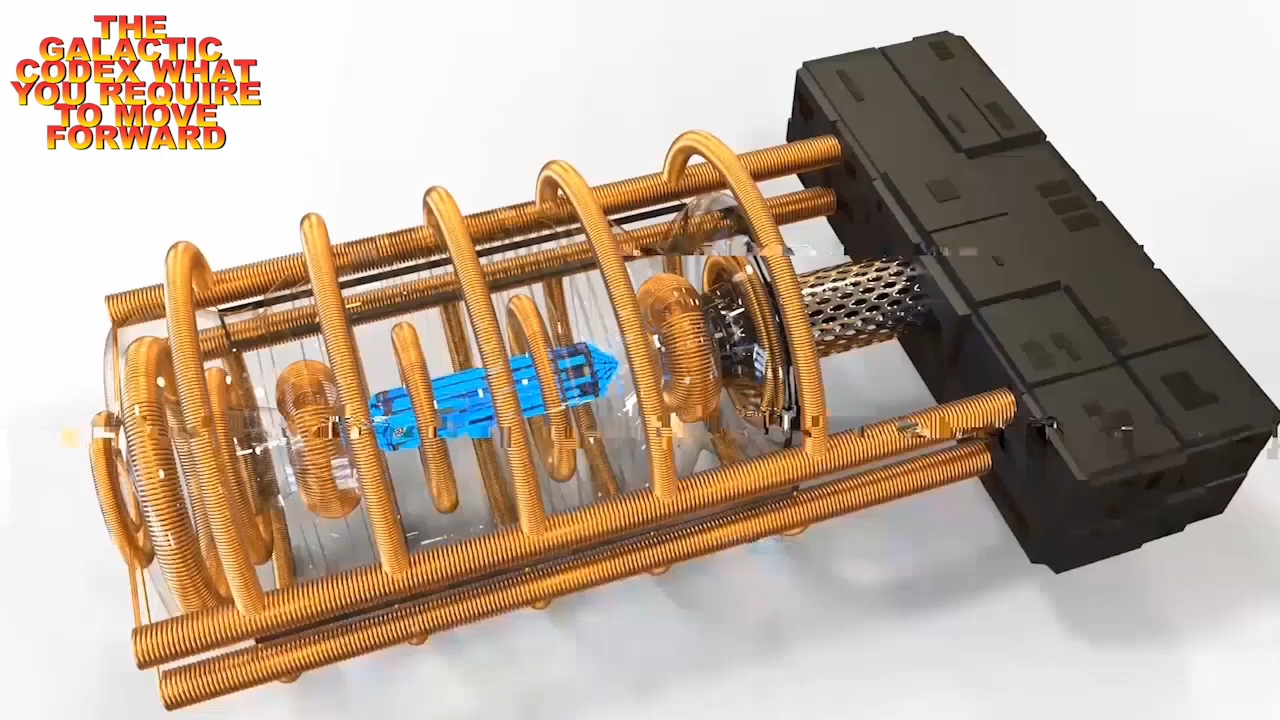 THE
GALACTIC
CODEX WHAT
YOU REQUIRE
TO MOVE
FORWARD